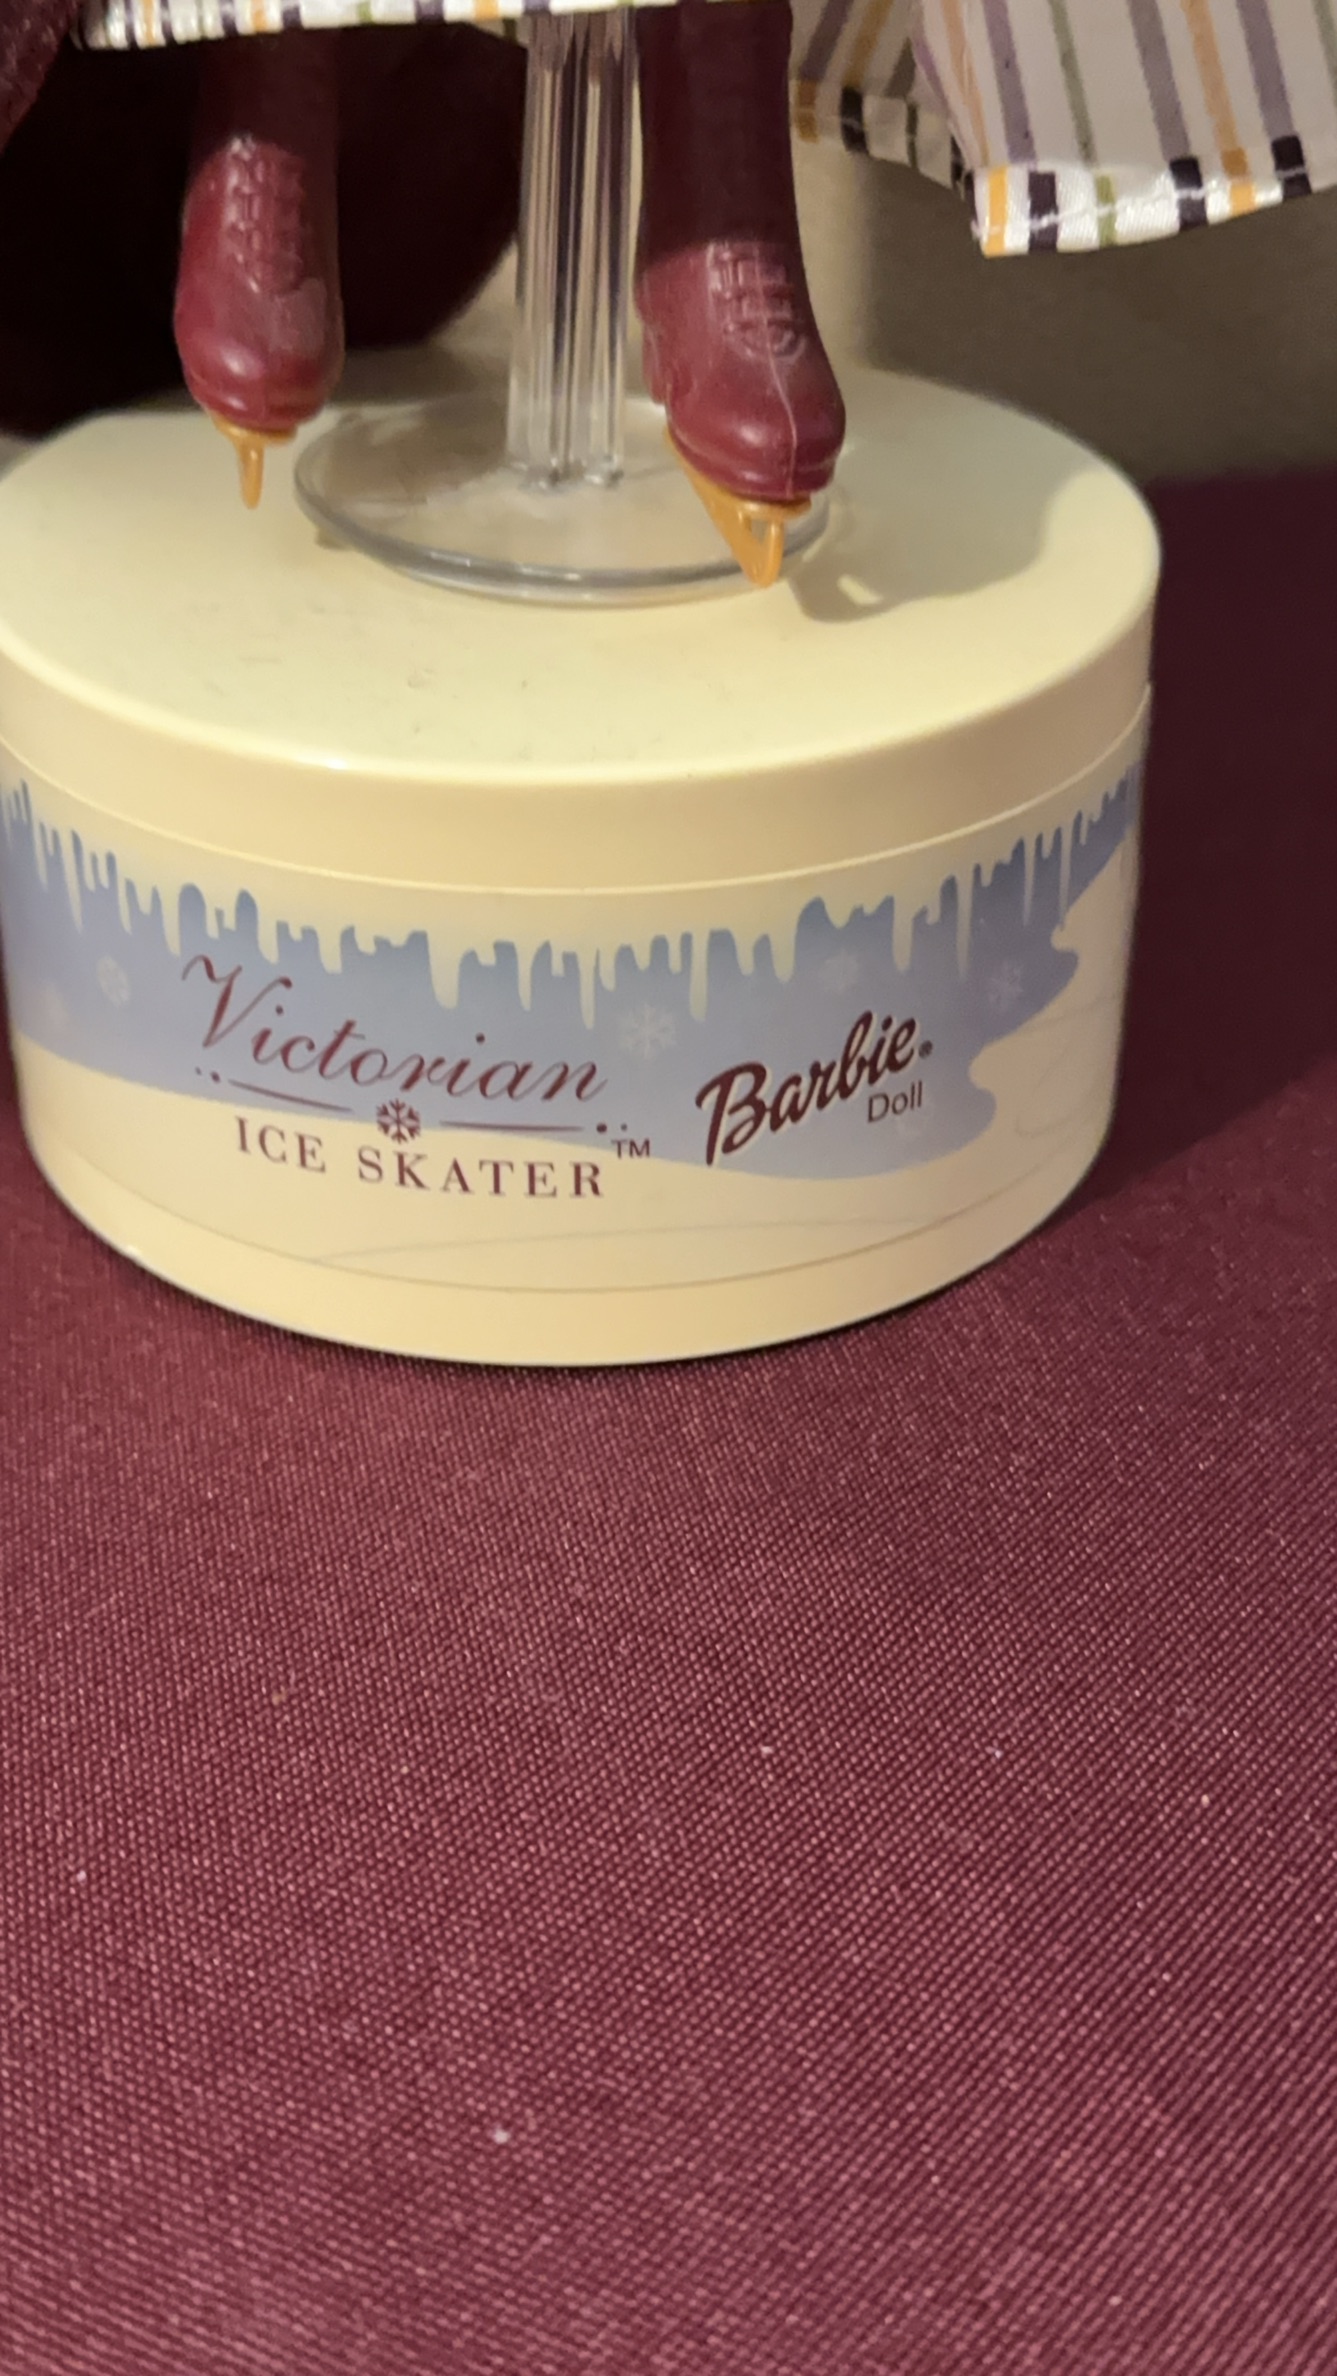 Victorian
ICE SKATER™
Barbie®
Doll